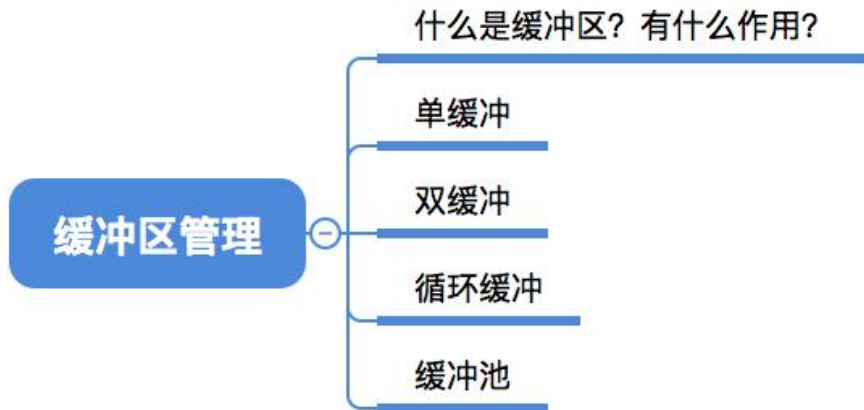 什么是缓冲区？有什么作用？
单缓冲
双缓冲
缓冲区管理
循环缓冲
缓冲池